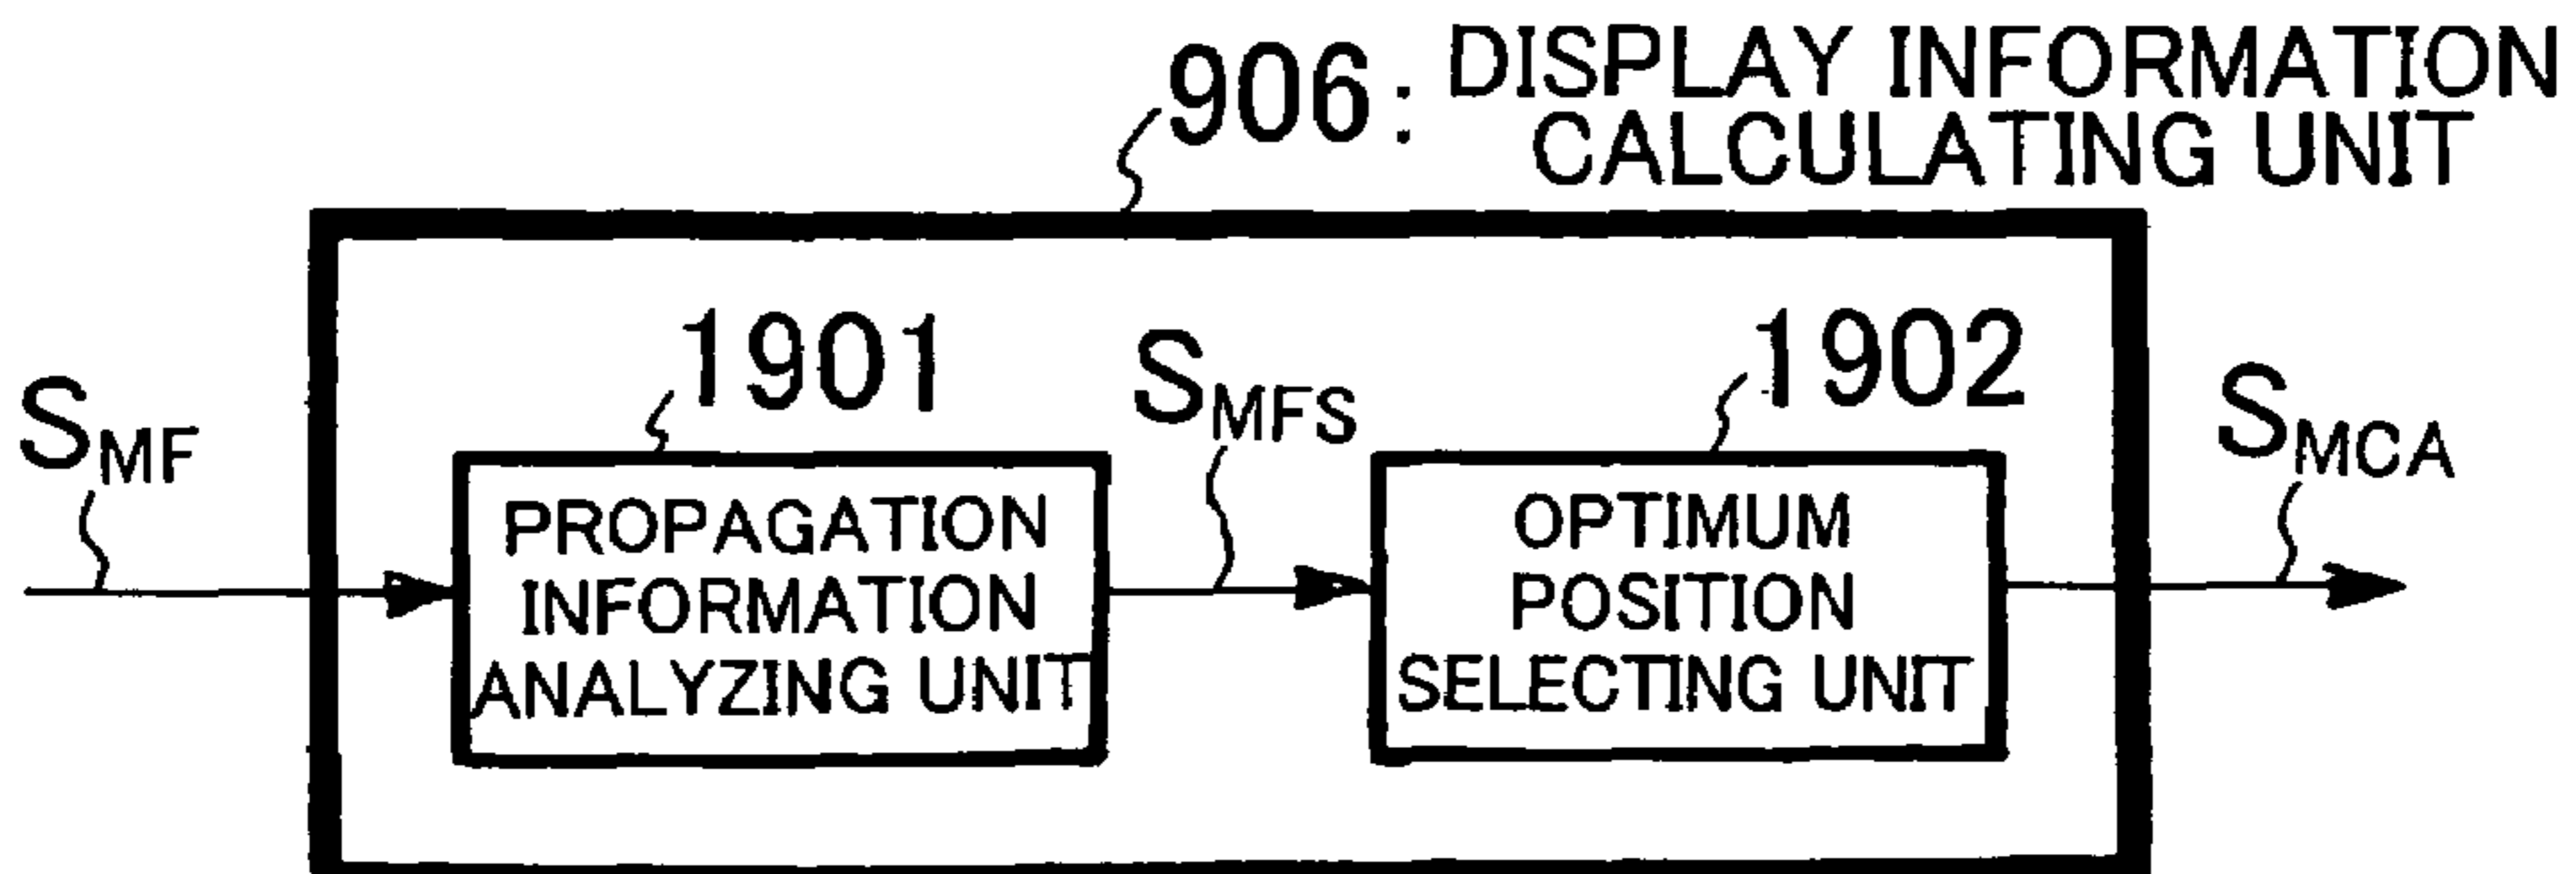 906: DISPLAY INFORMATION
CALCULATING UNIT
1901
1902
SMF
SMFS
SMCA
PROPAGATION
INFORMATION
ANALYZING UNIT
OPTIMUM
POSITION
SELECTING UNIT